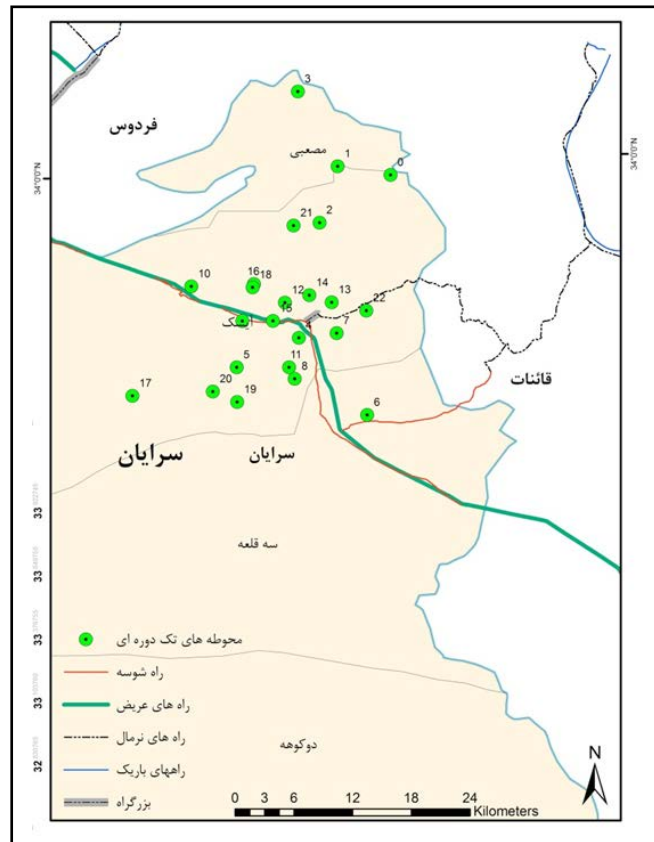 3
فردوس
مصعبی
1
0
34°0'0"N
34°0'0"N
21
2
10
16
18
12
14
13
22
15
4
7
5
11
8
17
20
19
6
قائنات
سرایان
سرایان
33
سه قلعه
33
33
33
دوکوهه
32
محوطه های تک دوره ای
راه شوسه
راه های عریض
راه های نرمال
راههای باریک
بزرگراه
N
0 3 4 6 12 18 24
Kilometers